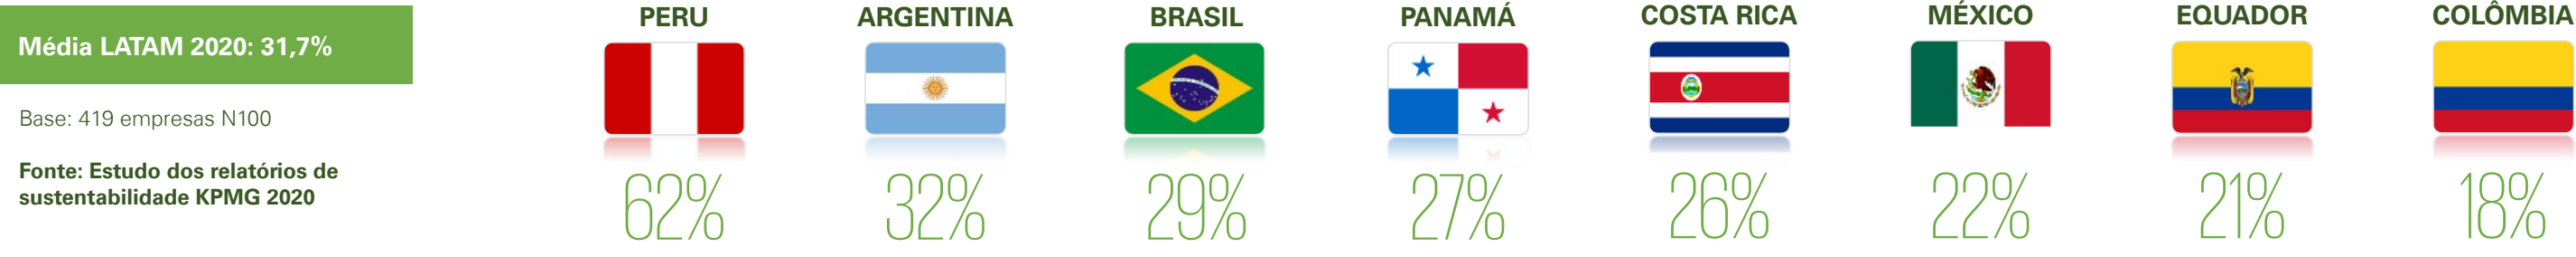 Média LATAM 2020: 31,7%
Base: 419 empresas N100
Fonte: Estudo dos relatórios de
sustentabilidade KPMG 2020
PERU
62%
ARGENTINA
32%
BRASIL
29%
PANAMÁ
27%
COSTA RICA
26%
MÉXICO
22%
EQUADOR
21%
COLÔMBIA
18%